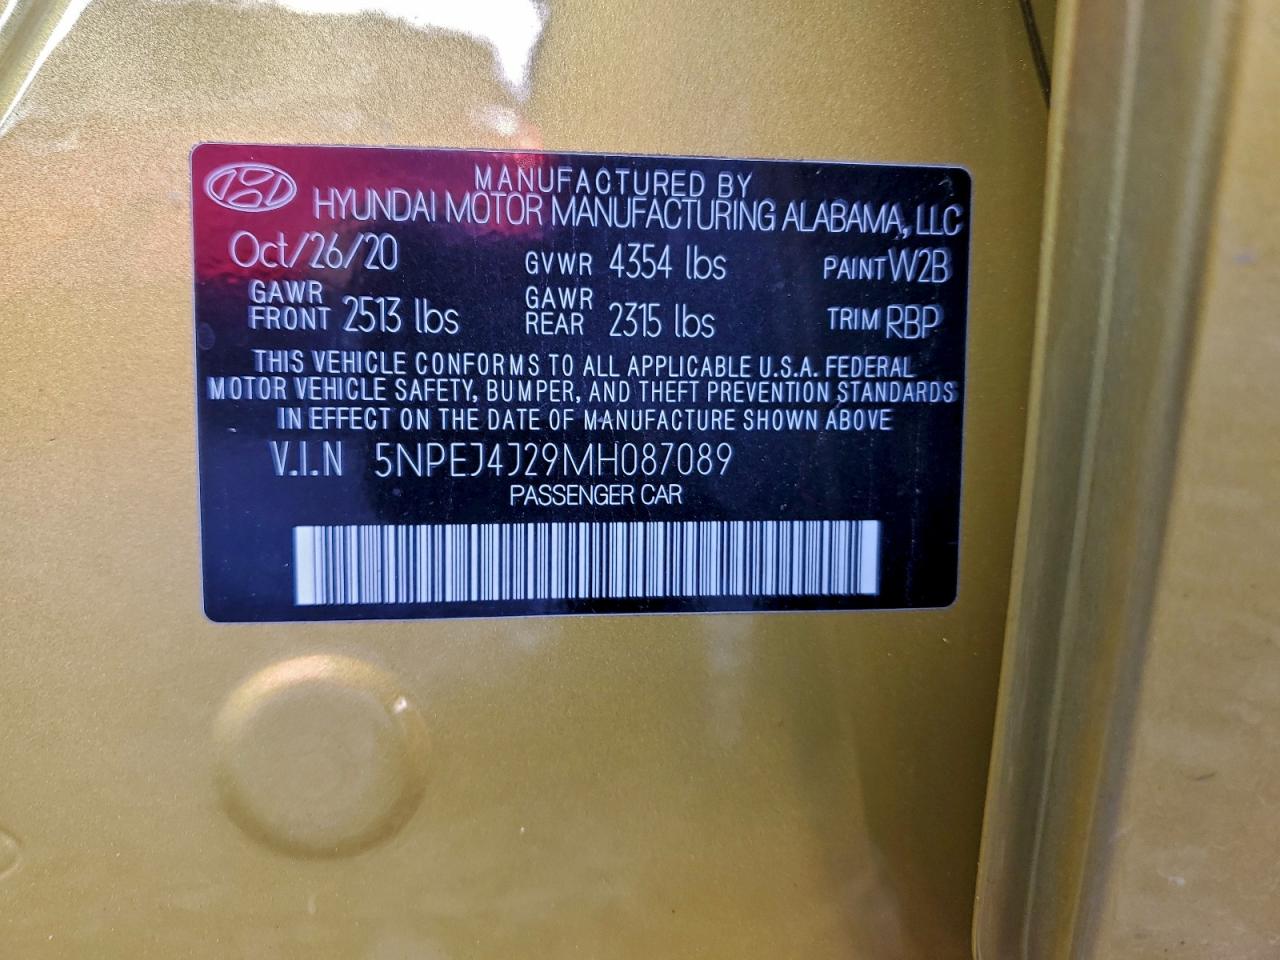 MANUFACTURED BY
HYUNDAI MOTOR MANUFACTURING ALABAMA, LLC
Oct/26/20 GVWR 4354 lbs PAINT W2B
GAWR FRONT 2513 lbs GAWR REAR 2315 lbs TRIM RBP
THIS VEHICLE CONFORMS TO ALL APPLICABLE U.S.A. FEDERAL
MOTOR VEHICLE SAFETY, BUMPER, AND THEFT PREVENTION STANDARDS
IN EFFECT ON THE DATE OF MANUFACTURE SHOWN ABOVE
V.I.N 5NPEJ4J29MH087089
PASSENGER CAR